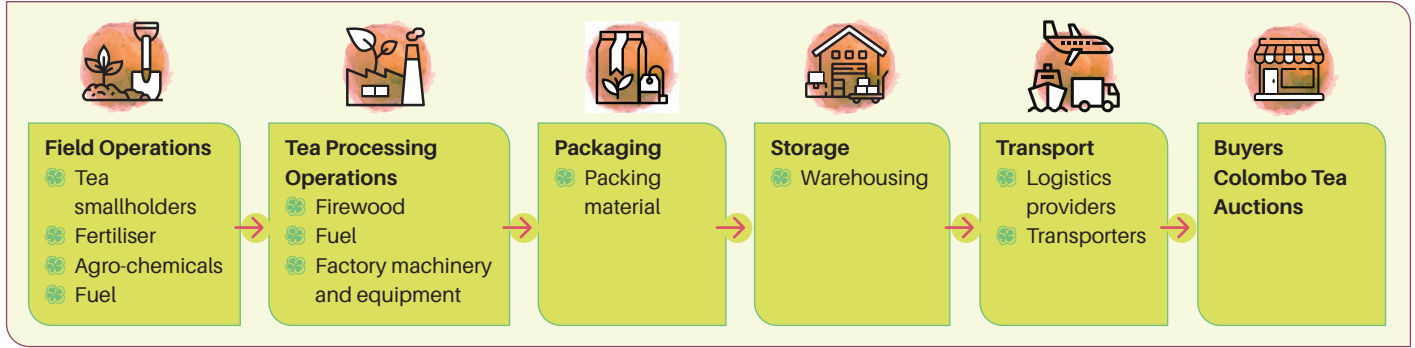 Field Operations
Tea
smallholders
Fertiliser
Agro-chemicals
Fuel
Tea Processing
Operations
Firewood
Fuel
Factory machinery
and equipment
Packaging
Packing
material
Storage
Warehousing
Transport
Logistics
providers
Transporters
Buyers
Colombo Tea
Auctions